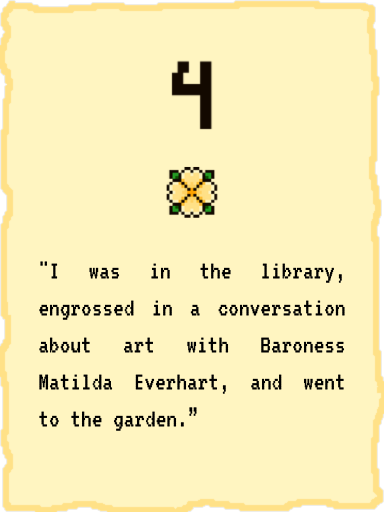 4
"I was in the library,
engrossed in a conversation
about art with Baroness
Matilda Everhart, and went
to the garden.”